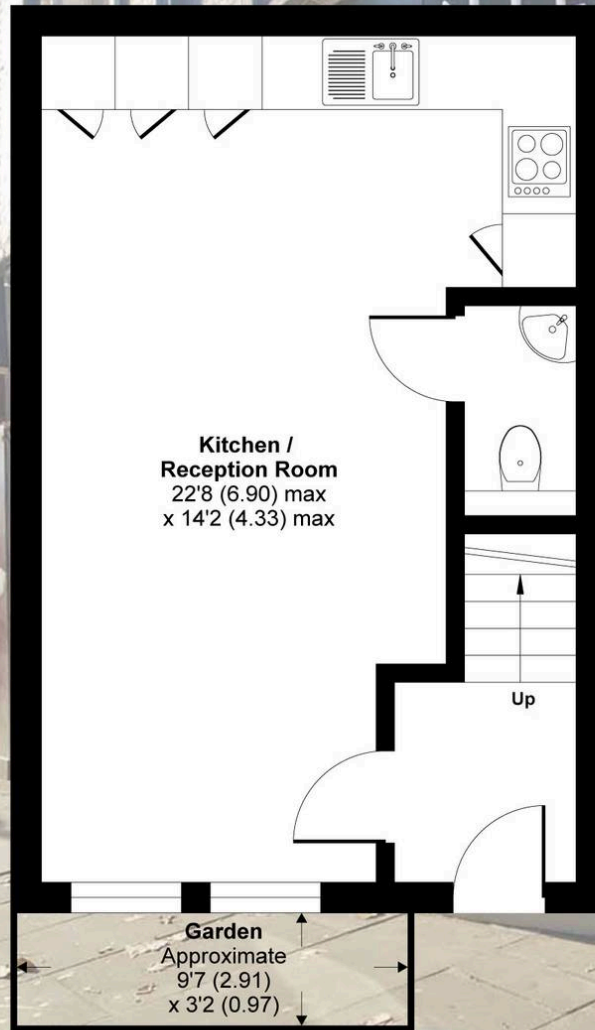 Kitchen /
Reception Room
22'8 (6.90) max
x 14'2 (4.33) max
Up
Garden
Approximate
9'7 (2.91)
x 3'2 (0.97)